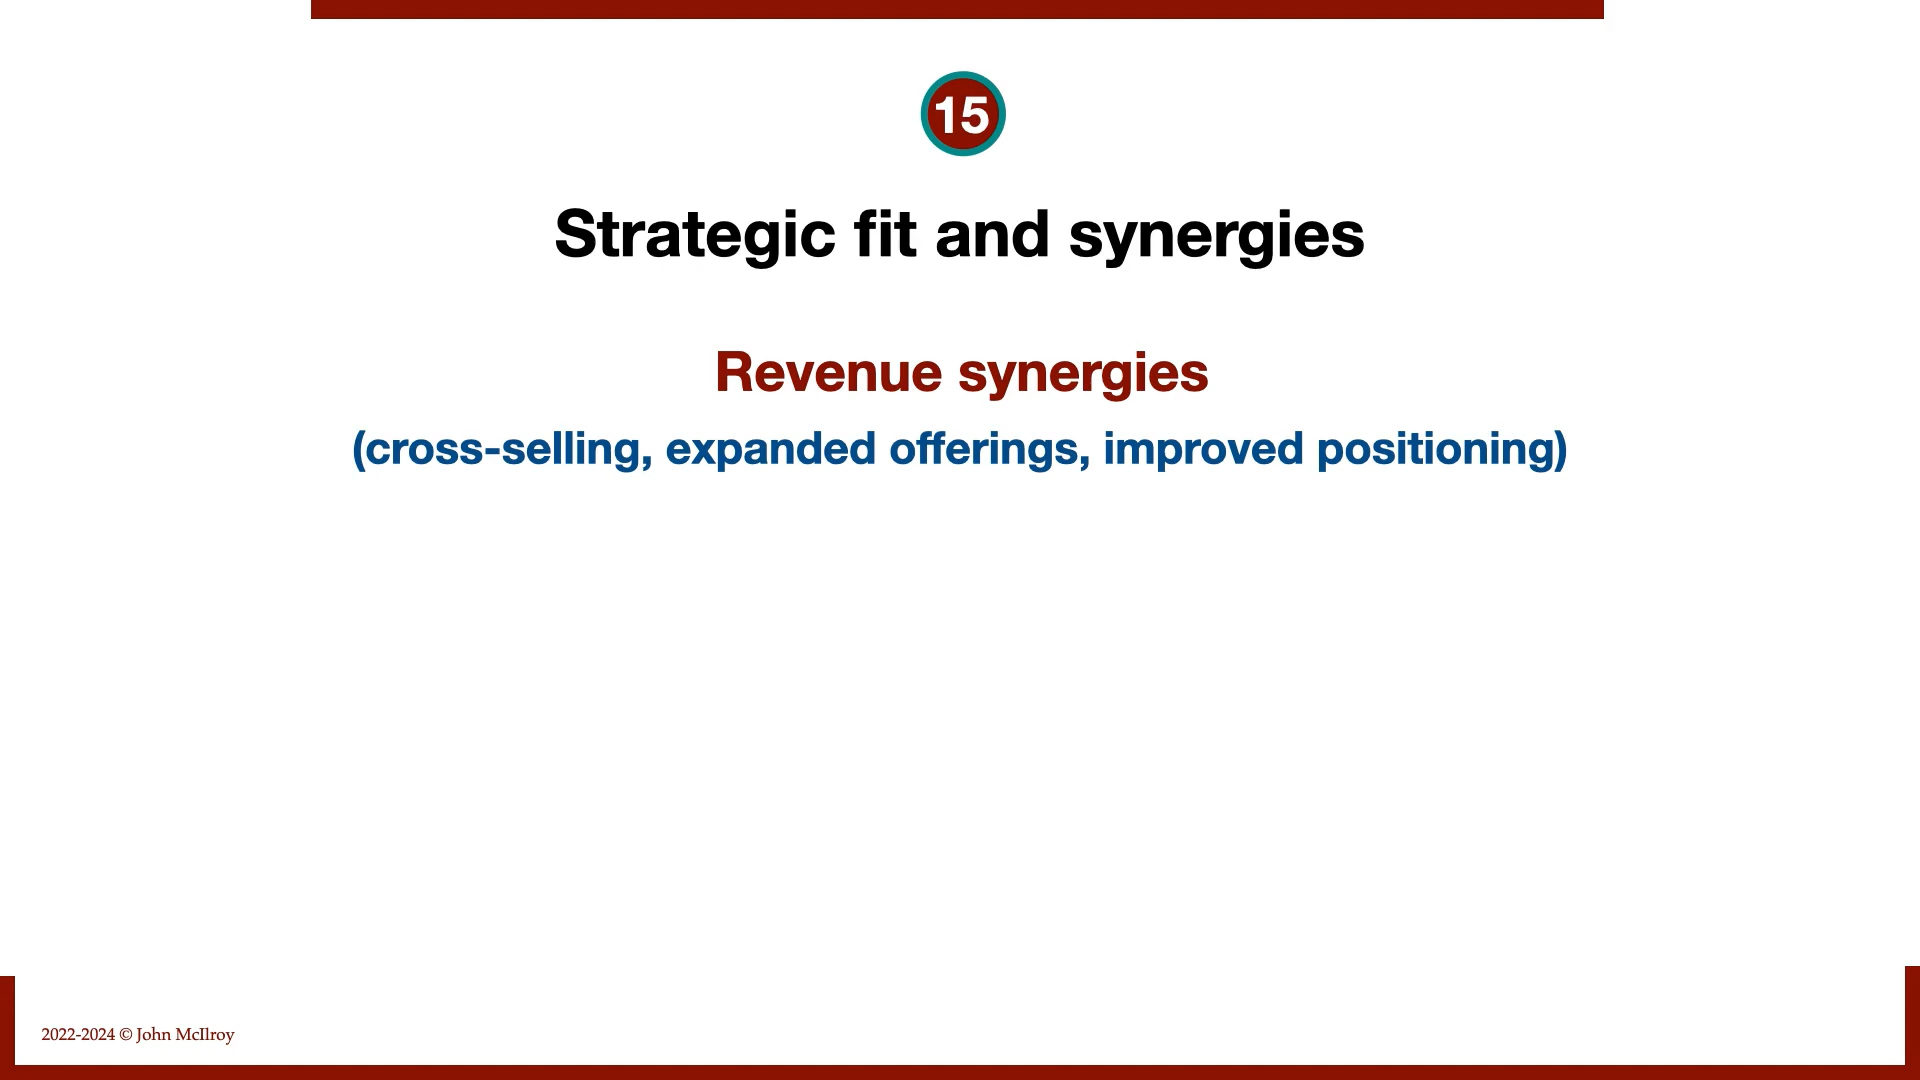 15
Strategic fit and synergies
Revenue synergies
(cross-selling, expanded offerings, improved positioning)
2022-2024 © John McIlroy